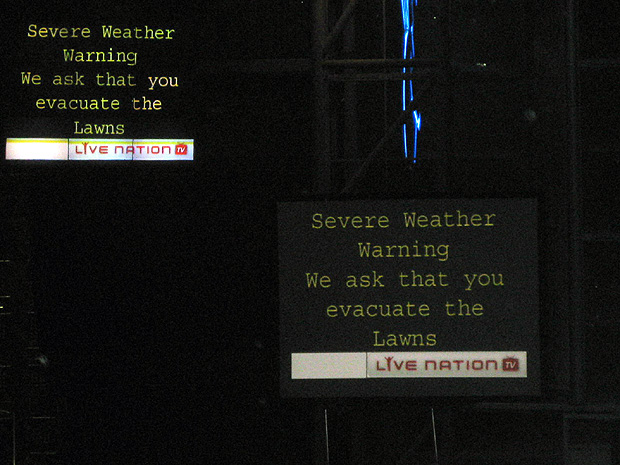 Severe Weather
Warning
We ask that you
evacuate the
Lawns
LIVE NATION TV
Severe Weather
Warning
We ask that you
evacuate the
Lawns
LIVE NATION TV